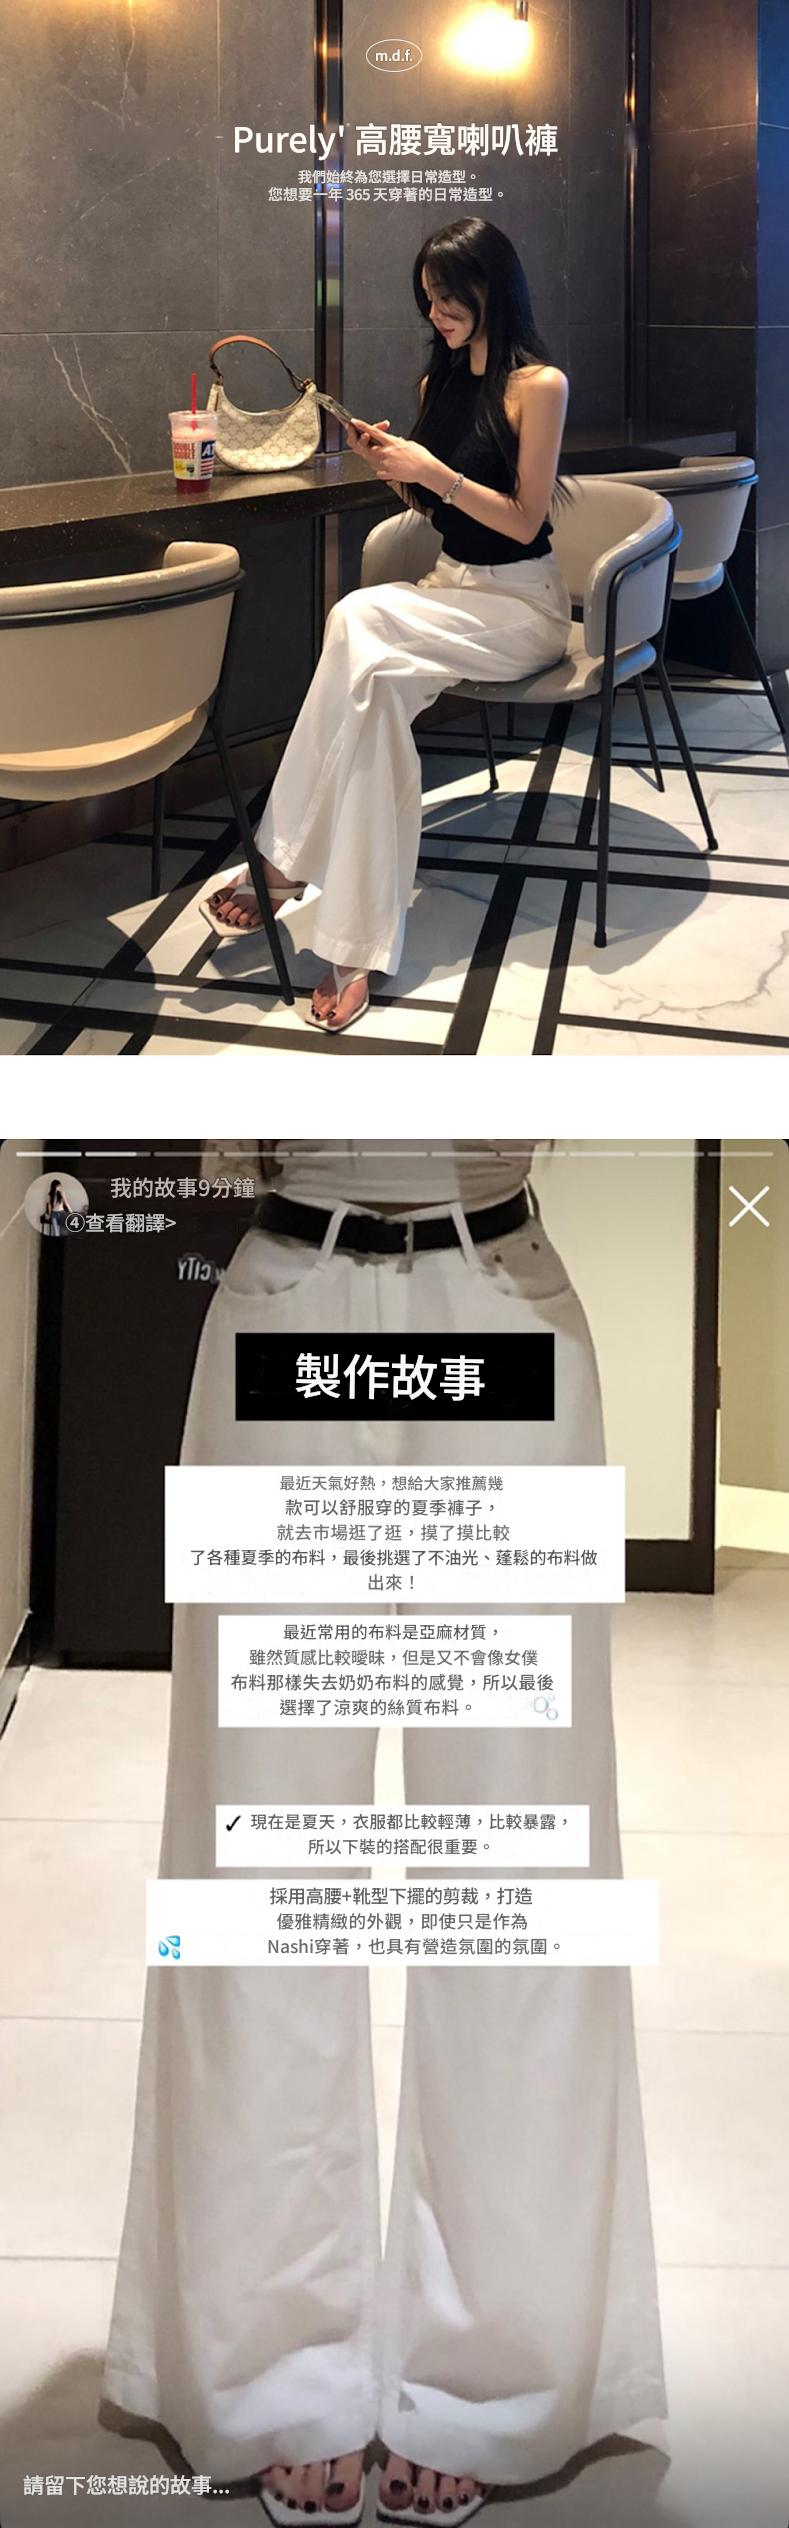 m.d.f.
Purely' 高腰寬喇叭褲
我們始終為您選擇日常造型。
您想要一年 365 天穿著的日常造型。
我的故事9分鐘
④查看翻譯>
製作故事
最近天氣好熱，想給大家推薦幾
款可以舒服穿的夏季褲子，
就去市場逛了逛，摸了摸比較
了各種夏季的布料，最後挑選了不油光、蓬鬆的布料做
出來！
最近常用的布料是亞麻材質，
雖然質感比較曖昧，但是又不會像女僕
布料那樣失去奶奶布料的感覺，所以最後
選擇了涼爽的絲質布料。
✓ 現在是夏天，衣服都比較輕薄，比較暴露，
所以下裝的搭配很重要。
採用高腰+靴型下擺的剪裁，打造
優雅精緻的外觀，即使只是作為
Nashi穿著，也具有營造氛圍的氛圍。
請留下您想說的故事...